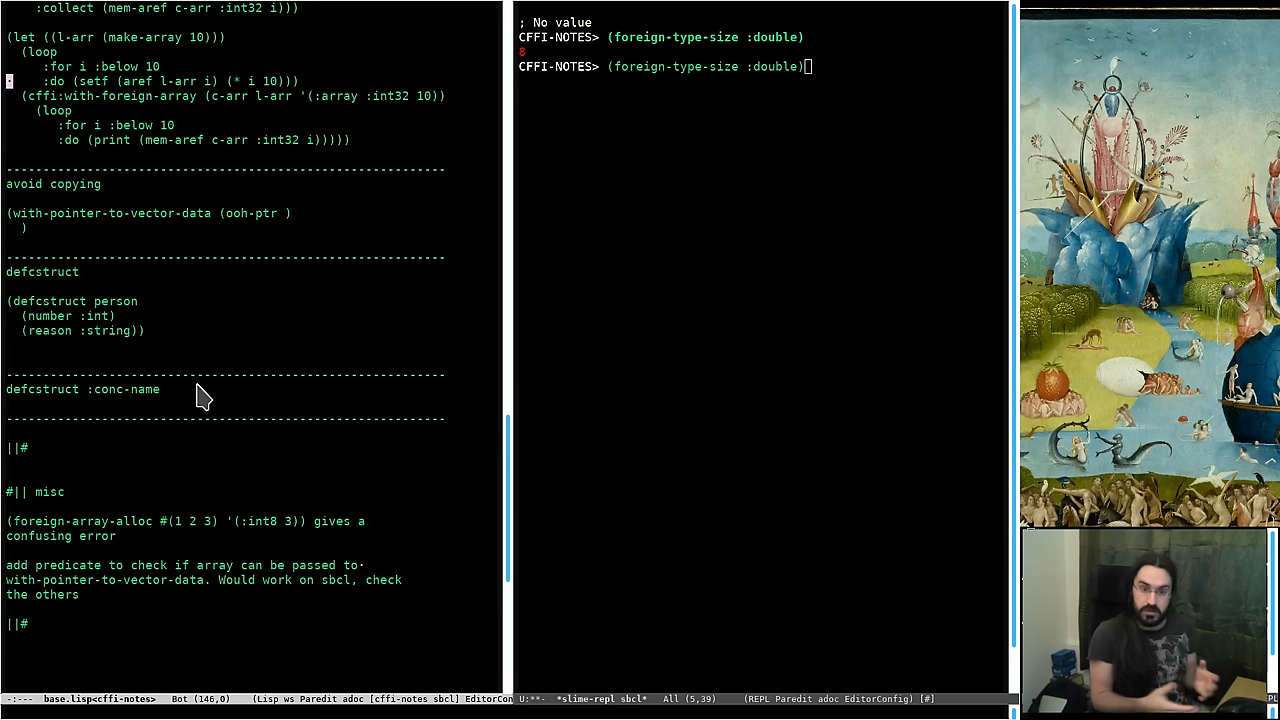 :collect (mem-aref c-arr :int32 i)))
(let ((l-arr (make-array 10)))
(loop
:for i :below 10
:do (setf (aref l-arr i) (* i 10)))
(cffi:with-foreign-array (c-arr l-arr '(:array :int32 10))
(loop
:for i :below 10
:do (print (mem-aref c-arr :int32 i)))))
------------------------------------------------------------
avoid copying
(with-pointer-to-vector-data (ooh-ptr )
)
------------------------------------------------------------
defcstruct
(defcstruct person
(number :int)
(reason :string))
------------------------------------------------------------
defcstruct :conc-name
------------------------------------------------------------
||#
#|| misc
(foreign-array-alloc #(1 2 3) '(:int8 3)) gives a
confusing error
add predicate to check if array can be passed to·
with-pointer-to-vector-data. Would work on sbcl, check
the others
||#
-:--- base.lisp<cffi-notes> Bot (146,0) (Lisp ws Paredit adoc [cffi-notes sbcl] EditorCon
; No value
CFFI-NOTES> (foreign-type-size :double)
8
CFFI-NOTES> (foreign-type-size :double)
U:**- *slime-repl sbcl* All (5,39) (REPL Paredit adoc EditorConfig) [#]